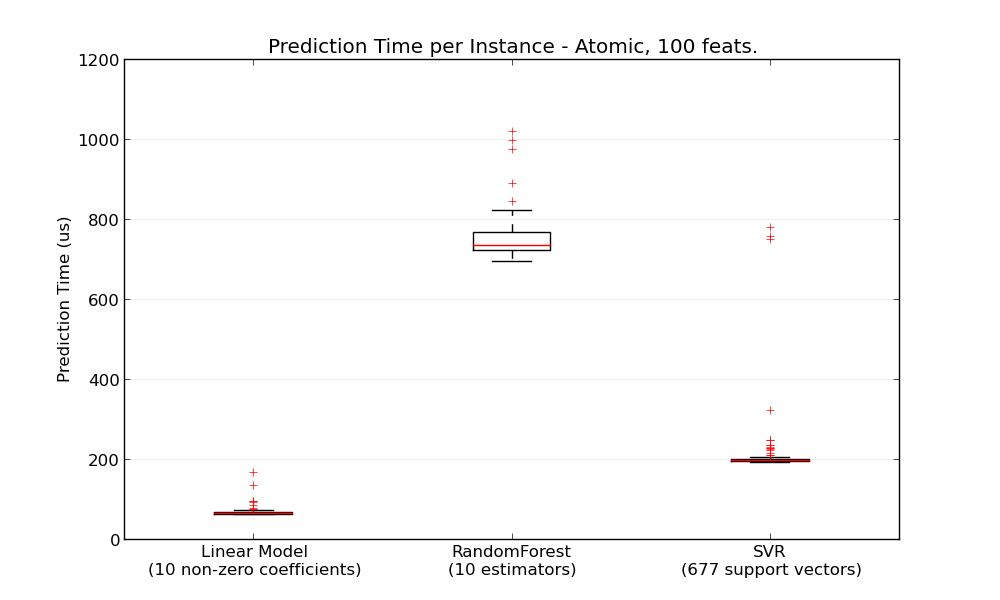 Prediction Time per Instance - Atomic, 100 feats.
Prediction Time (us)
1200
1000
800
600
400
200
0
Linear Model
(10 non-zero coefficients)
RandomForest
(10 estimators)
SVR
(677 support vectors)